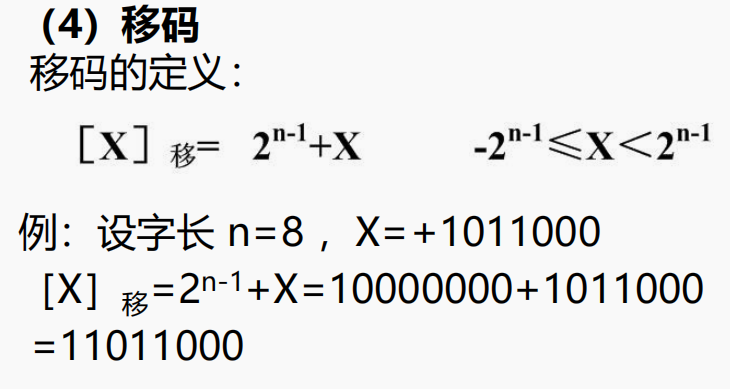 （4）移码
移码的定义：
［X］移= 2ⁿ⁻¹+X -2ⁿ⁻¹≤X＜2ⁿ⁻¹
例：设字长 n=8 ，X=+1011000
［X］移=2ⁿ⁻¹+X=10000000+1011000
=11011000